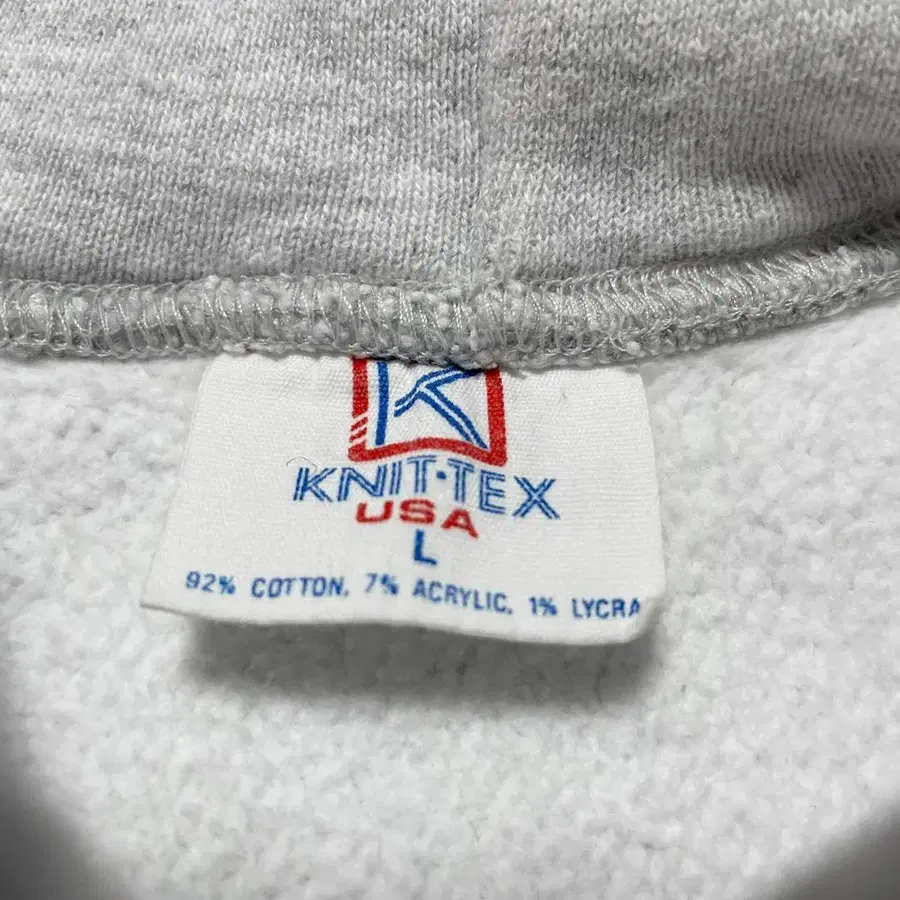 K
KNIT·TEX
USA
L
92% COTTON, 7% ACRYLIC, 1% LYCRA